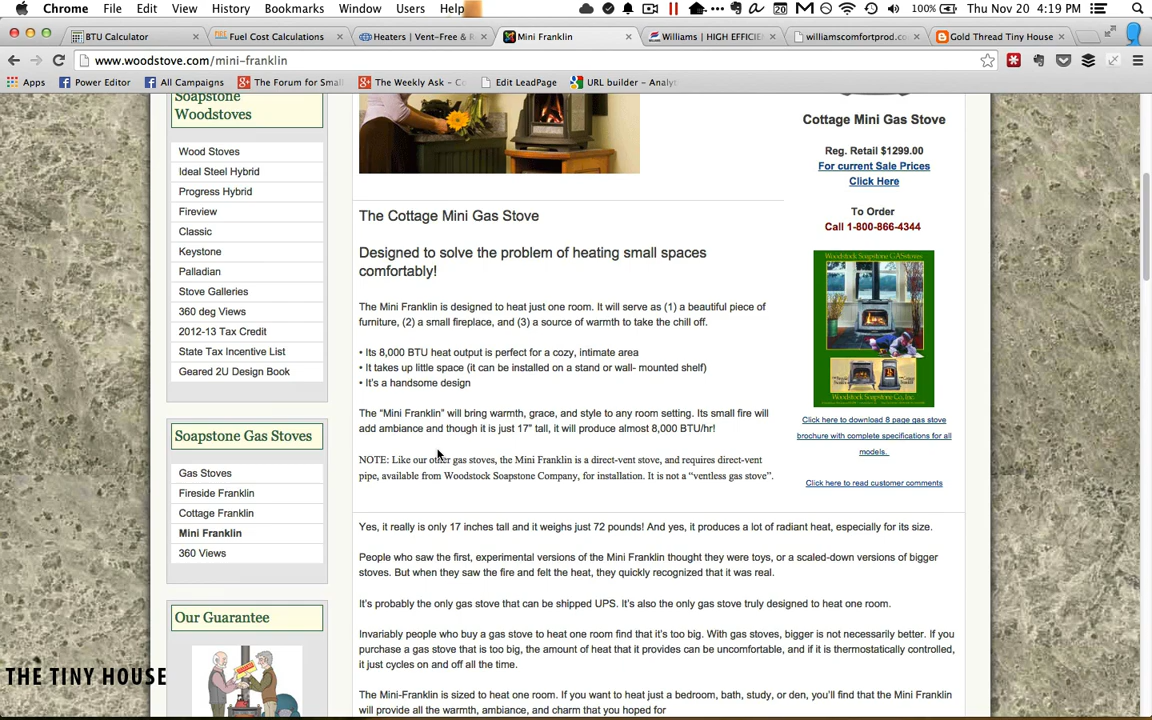 Chrome File Edit View History Bookmarks Window Users Help
100% Thu Nov 20 4:19 PM
BTU Calculator
Fuel Cost Calculations
Heaters | Vent-Free & R
Mini Franklin
Williams | HIGH EFFICIE
williamscomfortprod.co
Gold Thread Tiny House
www.woodstove.com/mini-franklin
Apps
Power Editor
All Campaigns
The Forum for Small
The Weekly Ask - Co
Edit LeadPage
URL builder - Analyt
Soapstone
Woodstoves
Wood Stoves
Ideal Steel Hybrid
Progress Hybrid
Fireview
Classic
Keystone
Palladian
Stove Galleries
360 deg Views
2012-13 Tax Credit
State Tax Incentive List
Geared 2U Design Book
Soapstone Gas Stoves
Gas Stoves
Fireside Franklin
Cottage Franklin
Mini Franklin
360 Views
Our Guarantee
THE TINY HOUSE
The Cottage Mini Gas Stove
Designed to solve the problem of heating small spaces
comfortably!
The Mini Franklin is designed to heat just one room. It will serve as (1) a beautiful piece of
furniture, (2) a small fireplace, and (3) a source of warmth to take the chill off.
• Its 8,000 BTU heat output is perfect for a cozy, intimate area
• It takes up little space (it can be installed on a stand or wall- mounted shelf)
• It's a handsome design
The "Mini Franklin" will bring warmth, grace, and style to any room setting. Its small fire will
add ambiance and though it is just 17" tall, it will produce almost 8,000 BTU/hr!
NOTE: Like our other gas stoves, the Mini Franklin is a direct-vent stove, and requires direct-vent
pipe, available from Woodstock Soapstone Company, for installation. It is not a "ventless gas stove".
Yes, it really is only 17 inches tall and it weighs just 72 pounds! And yes, it produces a lot of radiant heat, especially for its size.
People who saw the first, experimental versions of the Mini Franklin thought they were toys, or a scaled-down versions of bigger
stoves. But when they saw the fire and felt the heat, they quickly recognized that it was real.
It's probably the only gas stove that can be shipped UPS. It's also the only gas stove truly designed to heat one room.
Invariably people who buy a gas stove to heat one room find that it's too big. With gas stoves, bigger is not necessarily better. If you
purchase a gas stove that is too big, the amount of heat that it provides can be uncomfortable, and if it is thermostatically controlled,
it just cycles on and off all the time.
The Mini-Franklin is sized to heat one room. If you want to heat just a bedroom, bath, study, or den, you'll find that the Mini Franklin
will provide all the warmth, ambiance, and charm that you hoped for
Cottage Mini Gas Stove
Reg. Retail $1299.00
For current Sale Prices
Click Here
To Order
Call 1-800-866-4344
Woodstock Soapstone GAS Stoves
Woodstock Soapstone Co., Inc.
Click here to download 8 page gas stove
brochure with complete specifications for all
models.
Click here to read customer comments